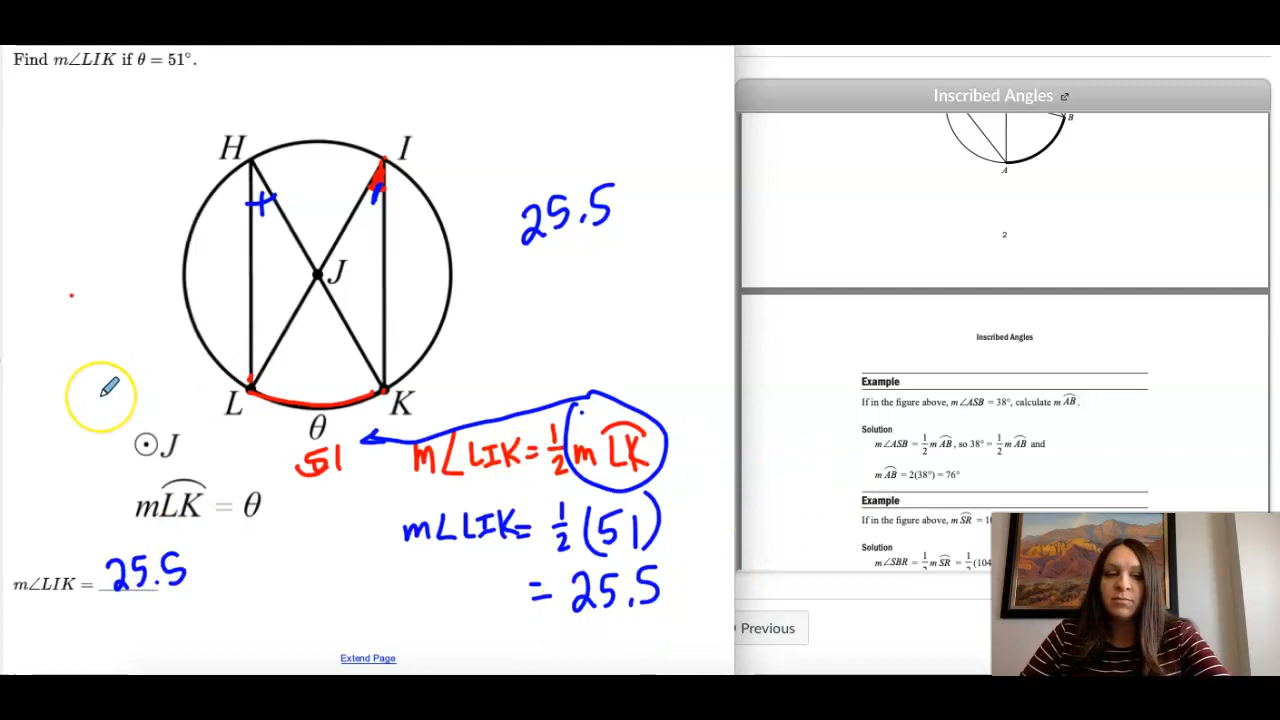 Find m∠LIK if θ = 51°.
H
I
25.5
J
L
K
θ
51
m∠LIK = 1/2 m LK
⊙J
mLK = θ
m∠LIK = 1/2 (51)
= 25.5
m∠LIK = 25.5
Extend Page
Inscribed Angles
B
A
2
Inscribed Angles
Example
If in the figure above, m∠ASB = 38°, calculate m AB.
Solution
m∠ASB = 1/2 m AB, so 38° = 1/2 m AB and
m AB = 2(38°) = 76°
Example
If in the figure above, m SR = 1
Solution
m∠SBR = 1/2 m SR = 1/2 (104
Previous